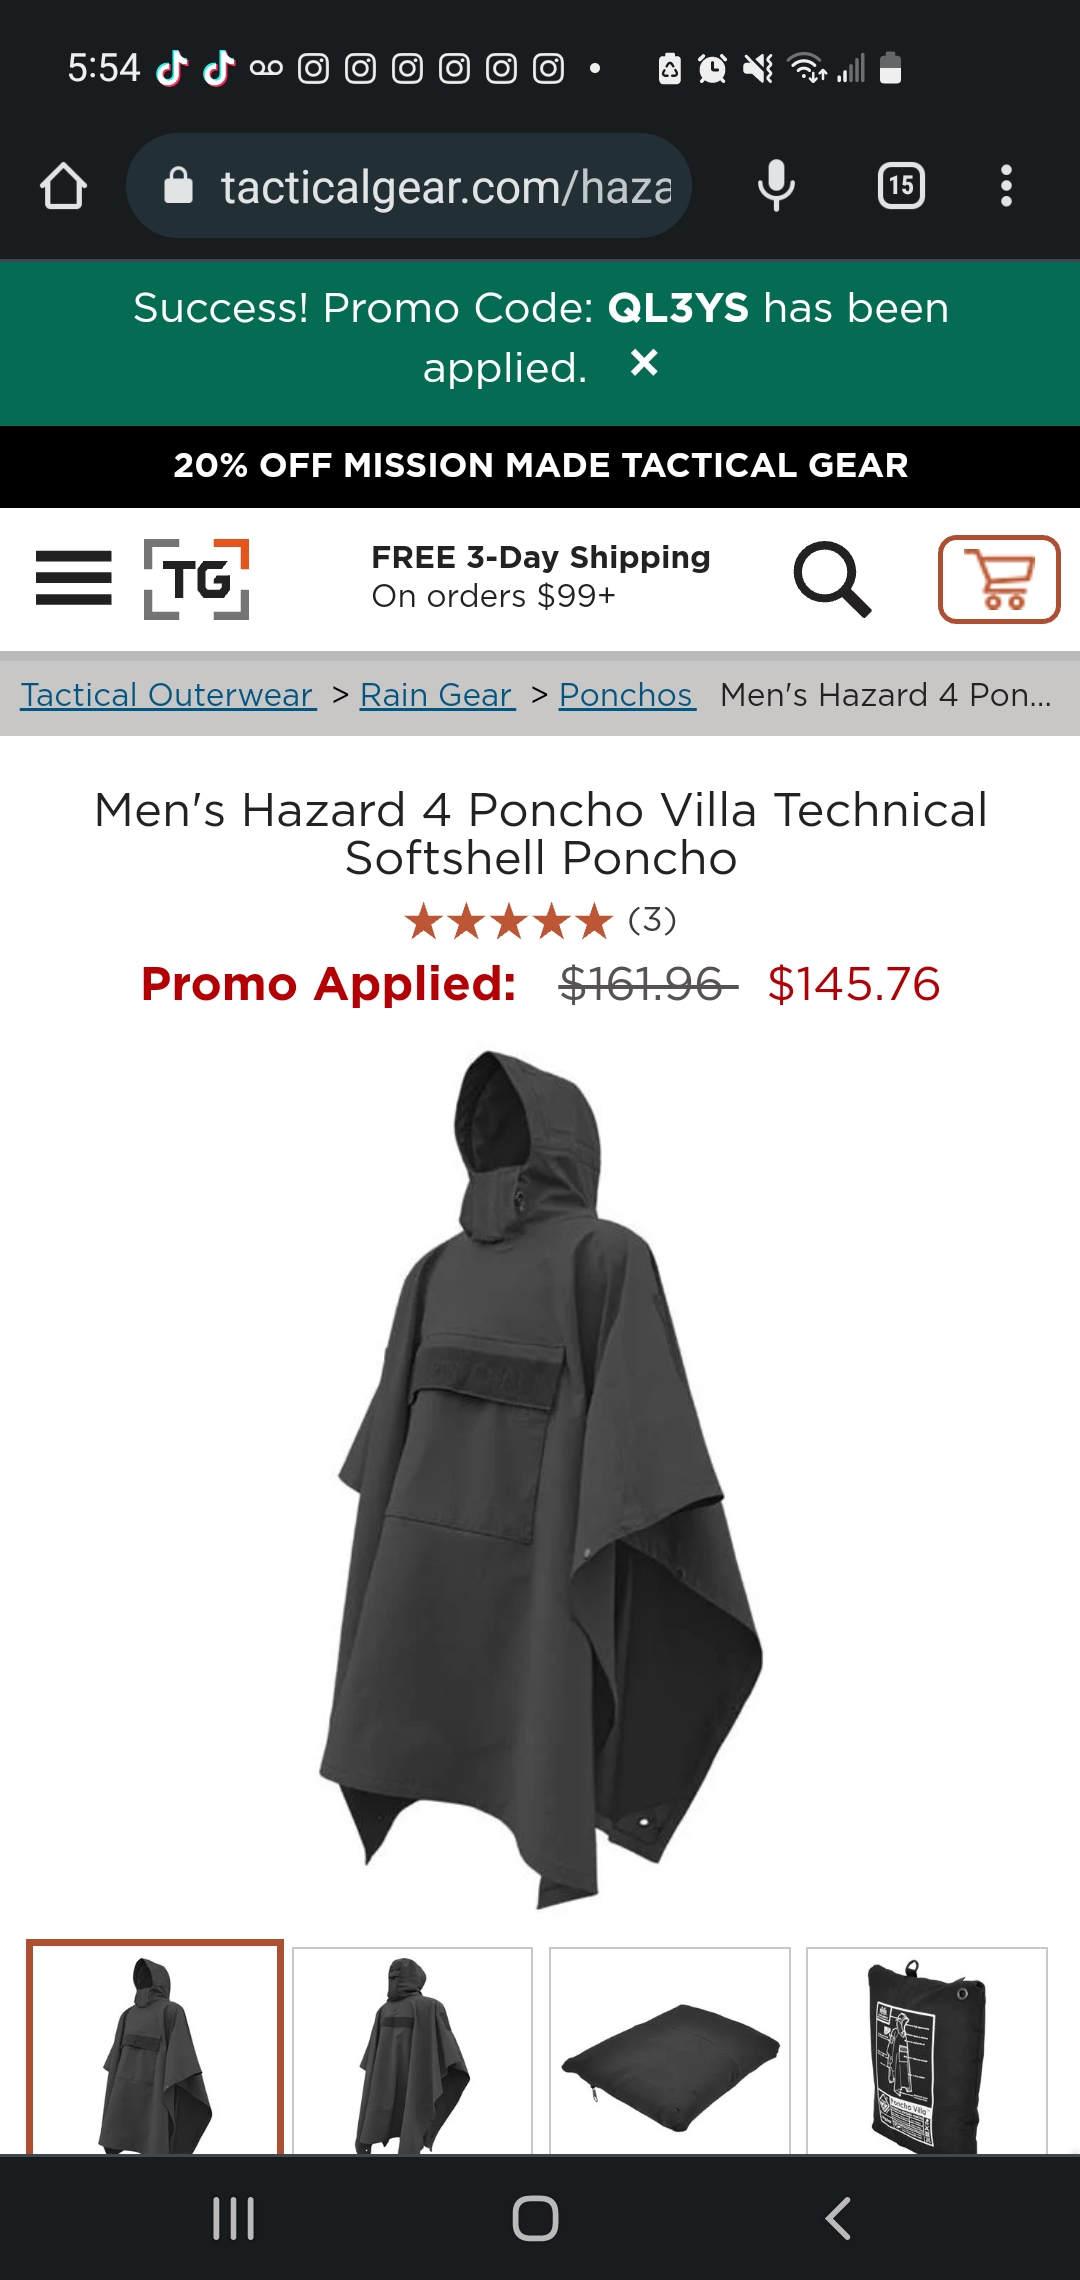 5:54
tacticalgear.com/haza
15
Success! Promo Code: QL3YS has been
applied. ×
20% OFF MISSION MADE TACTICAL GEAR
TG
FREE 3-Day Shipping
On orders $99+
Tactical Outerwear > Rain Gear > Ponchos Men's Hazard 4 Pon...
Men's Hazard 4 Poncho Villa Technical
Softshell Poncho
(3)
Promo Applied: $161.96 $145.76
Poncho Villa